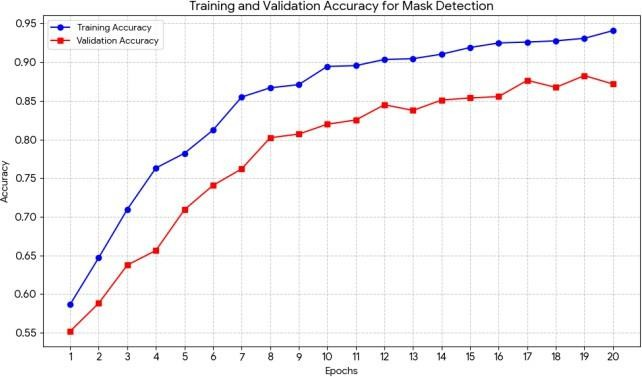 Training and Validation Accuracy for Mask Detection
Training Accuracy
Validation Accuracy
0.95
0.90
0.85
0.80
0.75
0.70
0.65
0.60
0.55
Accuracy
1 2 3 4 5 6 7 8 9 10 11 12 13 14 15 16 17 18 19 20
Epochs